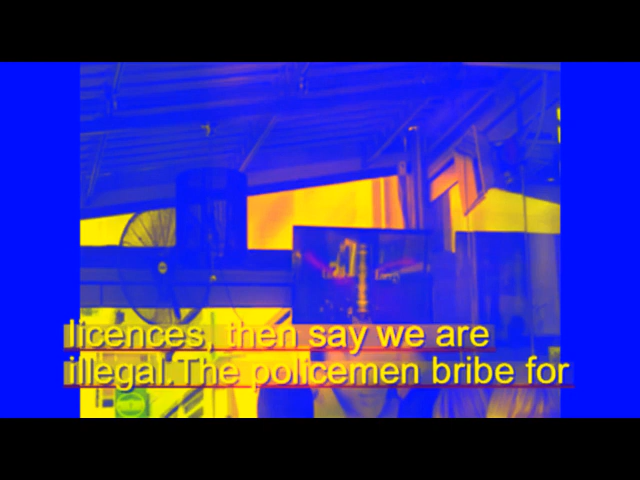 licences, then say we are
illegal.The policemen bribe for